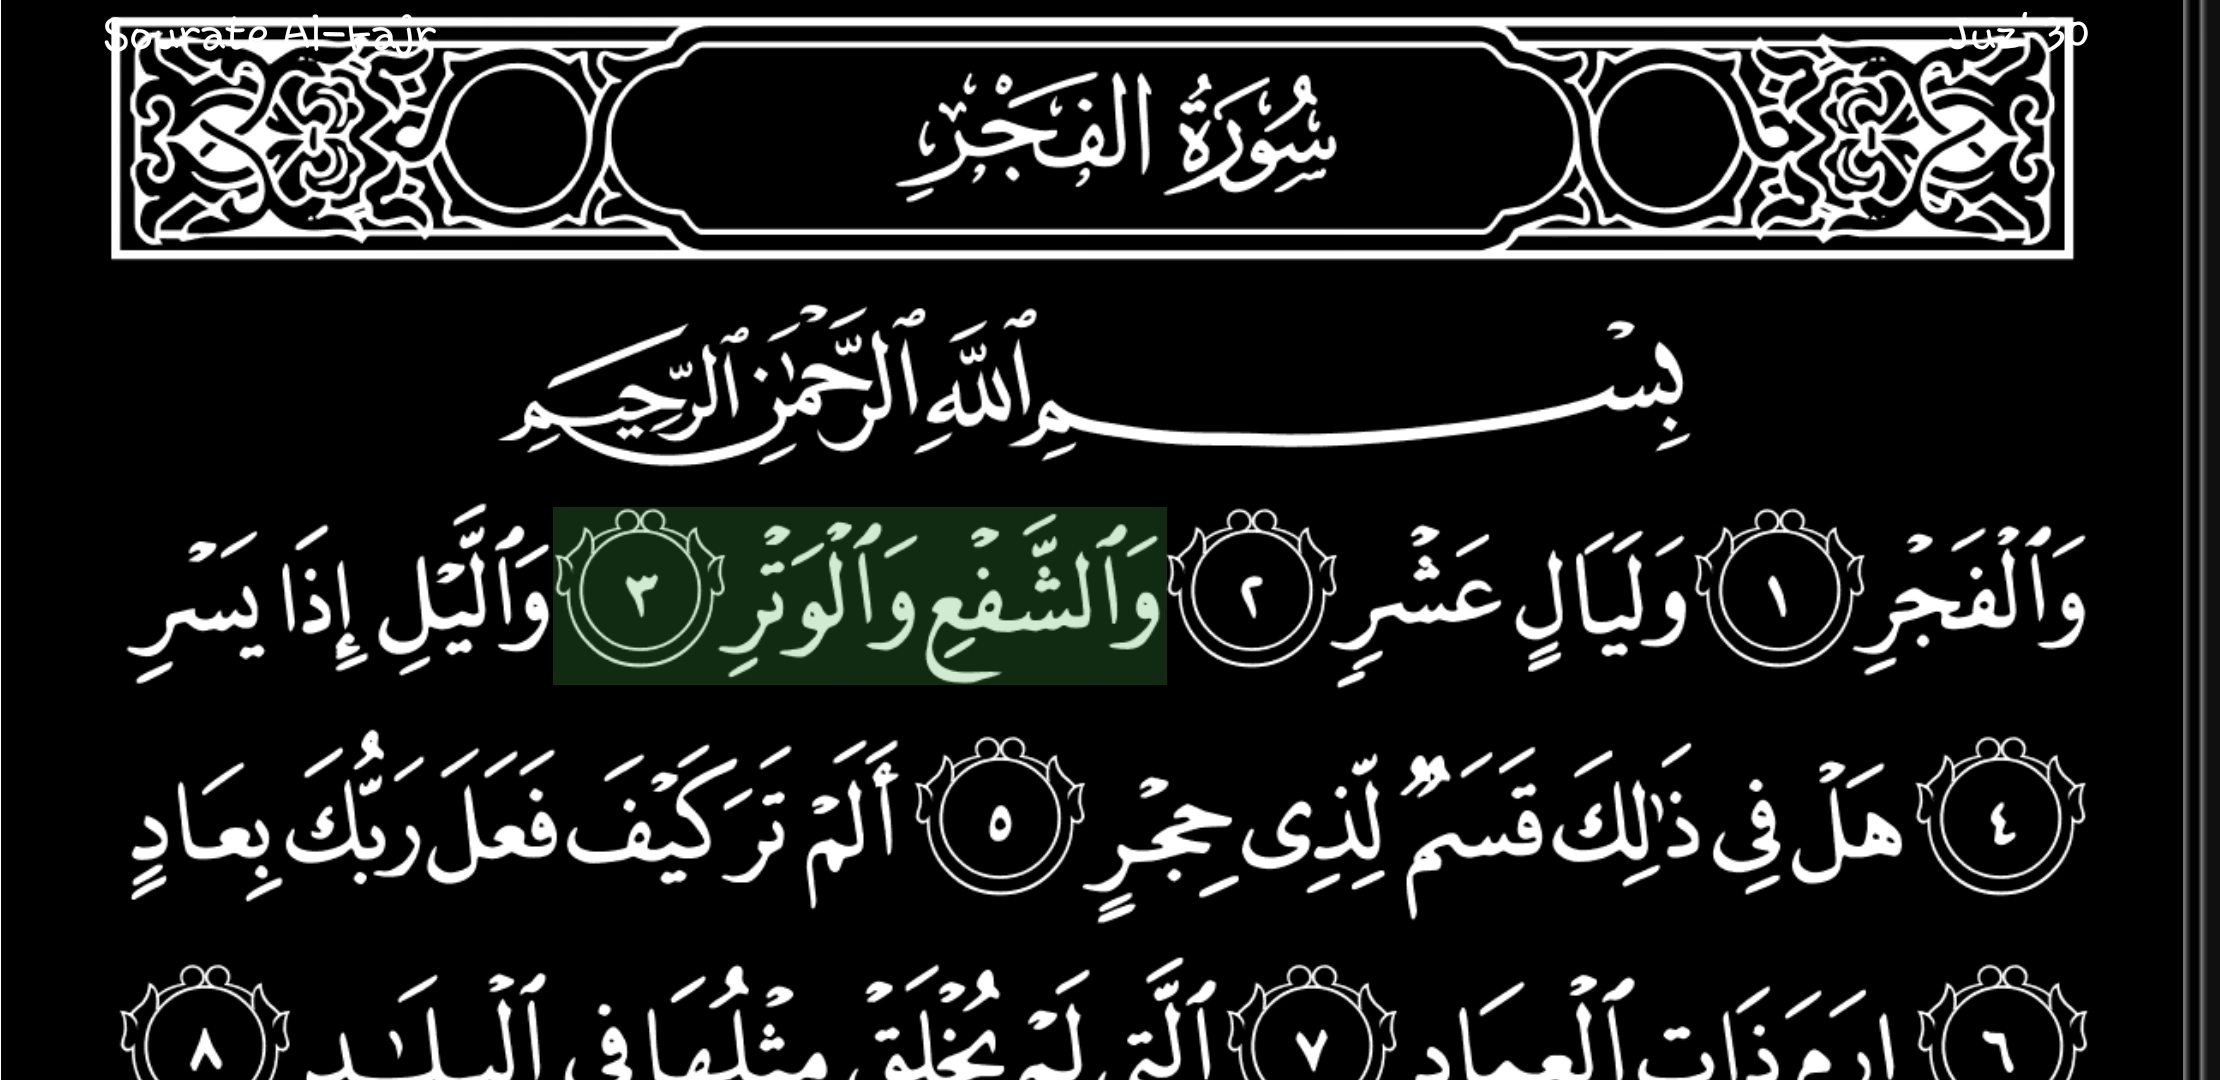 Sourate Al-Fajr
Juz' 30
سُورَةُ الفَجْرِ
بِسْمِ ٱللَّهِ ٱلرَّحْمَٰنِ ٱلرَّحِيمِ
وَٱلْفَجْرِ ١ وَلَيَالٍ عَشْرٍ ٢ وَٱلشَّفْعِ وَٱلْوَتْرِ ٣ وَٱلَّيْلِ إِذَا يَسْرِ
٤ هَلْ فِى ذَٰلِكَ قَسَمٌ لِّذِى حِجْرٍ ٥ أَلَمْ تَرَ كَيْفَ فَعَلَ رَبُّكَ بِعَادٍ
٦ إِرَمَ ذَاتِ ٱلْعِمَادِ ٧ ٱلَّتِى لَمْ يُخْلَقْ مِثْلُهَا فِى ٱلْبِلَـٰدِ ٨